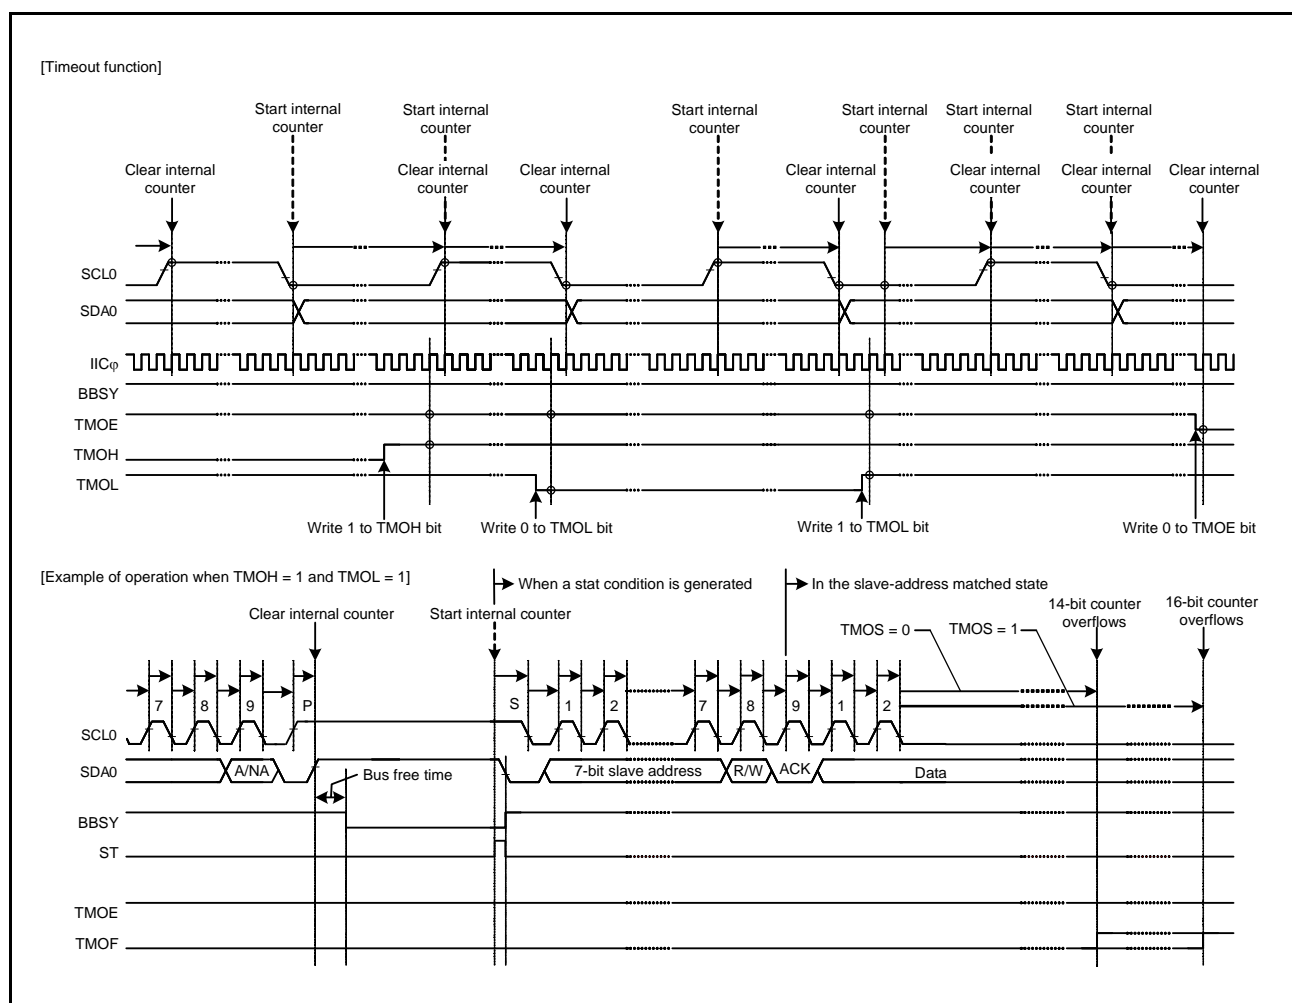 [Timeout function]
Start internal
counter
Start internal
counter
Start internal
counter
Start internal
counter
Start internal
counter
Start internal
counter
Clear internal
counter
Clear internal
counter
Clear internal
counter
Clear internal
counter
Clear internal
counter
Clear internal
counter
Clear internal
counter
SCL0
SDA0
IICφ
BBSY
TMOE
TMOH
TMOL
Write 1 to TMOH bit
Write 0 to TMOL bit
Write 1 to TMOL bit
Write 0 to TMOE bit
[Example of operation when TMOH = 1 and TMOL = 1]
When a stat condition is generated
In the slave-address matched state
Clear internal counter
Start internal counter
14-bit counter
overflows
16-bit counter
overflows
TMOS = 0
TMOS = 1
7 8 9 P S 1 2 7 8 9 1 2
SCL0
SDA0
A/NA
Bus free time
7-bit slave address
R/W
ACK
Data
BBSY
ST
TMOE
TMOF